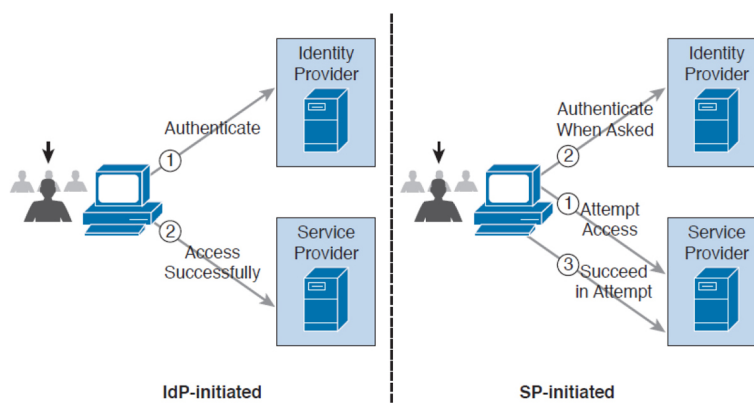 Identity
Provider
Authenticate
1
2
Access
Successfully
Service
Provider
IdP-initiated
Identity
Provider
Authenticate
When Asked
2
1
Attempt
Access
3
Succeed
in Attempt
Service
Provider
SP-initiated